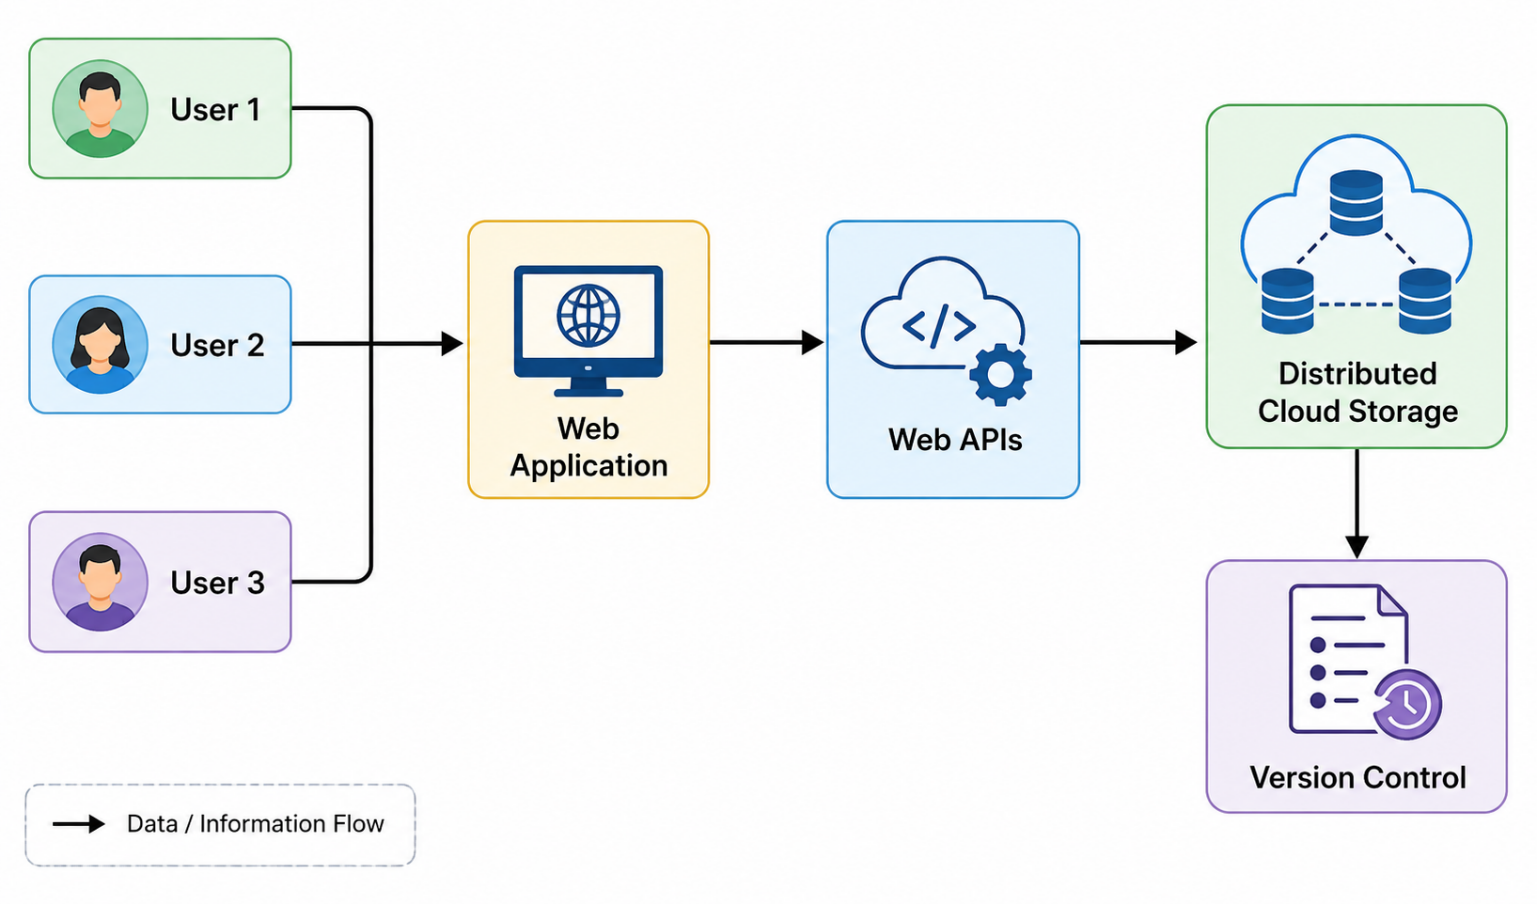 User 1
User 2
User 3
Web
Application
</>
Web APIs
Distributed
Cloud Storage
Version Control
Data / Information Flow